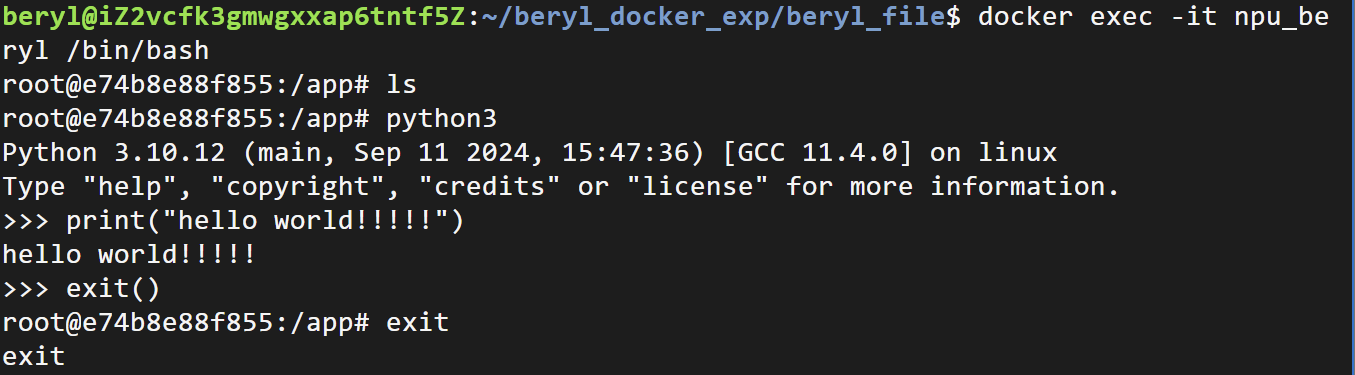 beryl@iZ2vcfk3gmwgxxap6tntf5Z:~/beryl_docker_exp/beryl_file$ docker exec -it npu_be
ryl /bin/bash
root@e74b8e88f855:/app# ls
root@e74b8e88f855:/app# python3
Python 3.10.12 (main, Sep 11 2024, 15:47:36) [GCC 11.4.0] on linux
Type "help", "copyright", "credits" or "license" for more information.
>>> print("hello world!!!!!")
hello world!!!!!
>>> exit()
root@e74b8e88f855:/app# exit
exit